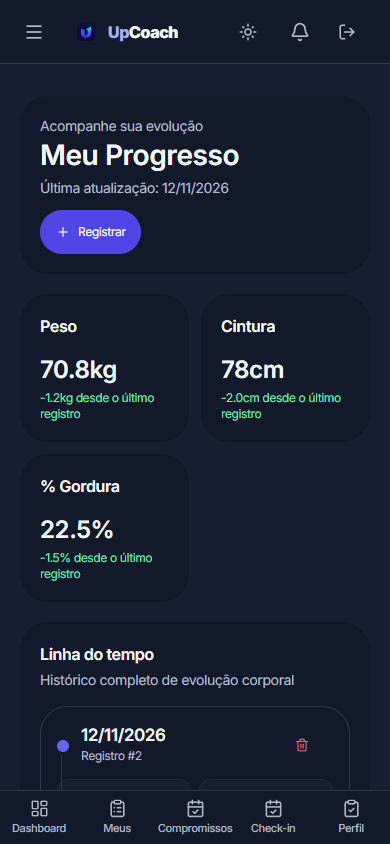 UpCoach
Acompanhe sua evolução
Meu Progresso
Última atualização: 12/11/2026
Registrar
Peso
Cintura
70.8kg
78cm
-1.2kg desde o último
registro
-2.0cm desde o último
registro
% Gordura
22.5%
-1.5% desde o último
registro
Linha do tempo
Histórico completo de evolução corporal
12/11/2026
Registro #2
Dashboard
Meus
Compromissos
Check-in
Perfil